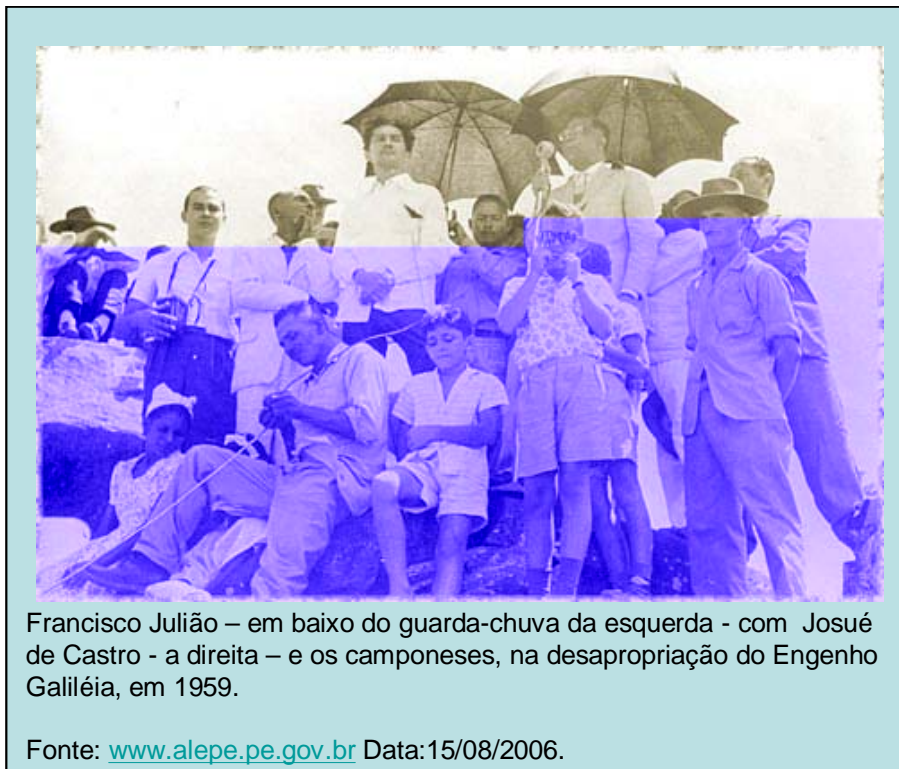 Francisco Julião – em baixo do guarda-chuva da esquerda - com Josué
de Castro - a direita – e os camponeses, na desapropriação do Engenho
Galiléia, em 1959.
Fonte: www.alepe.pe.gov.br Data:15/08/2006.